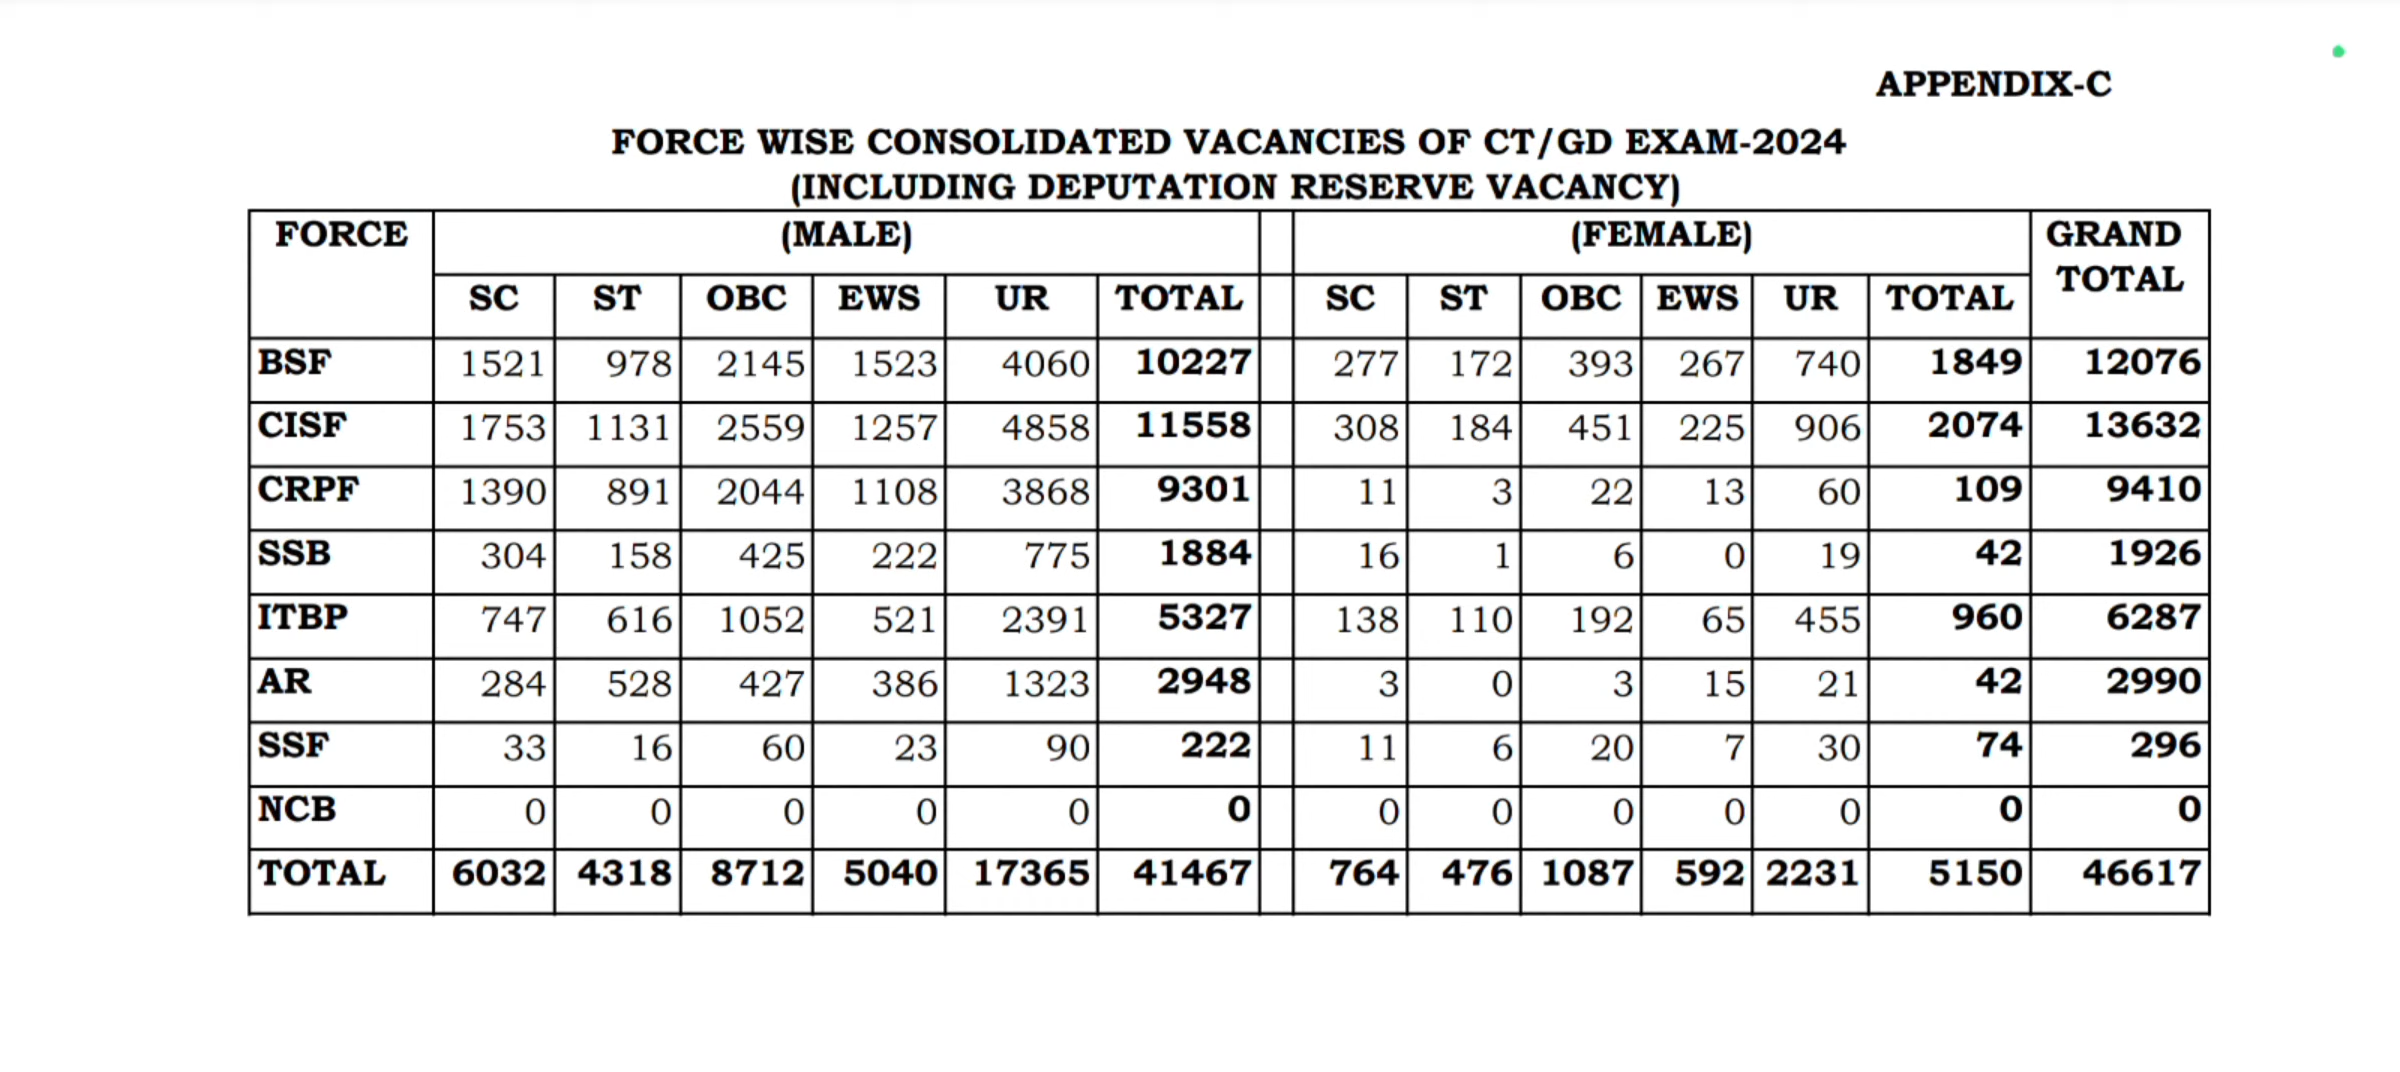 APPENDIX-C
FORCE WISE CONSOLIDATED VACANCIES OF CT/GD EXAM-2024
(INCLUDING DEPUTATION RESERVE VACANCY)
FORCE (MALE) (FEMALE) GRAND TOTAL
SC ST OBC EWS UR TOTAL SC ST OBC EWS UR TOTAL
BSF 1521 978 2145 1523 4060 10227 277 172 393 267 740 1849 12076
CISF 1753 1131 2559 1257 4858 11558 308 184 451 225 906 2074 13632
CRPF 1390 891 2044 1108 3868 9301 11 3 22 13 60 109 9410
SSB 304 158 425 222 775 1884 16 1 6 0 19 42 1926
ITBP 747 616 1052 521 2391 5327 138 110 192 65 455 960 6287
AR 284 528 427 386 1323 2948 3 0 3 15 21 42 2990
SSF 33 16 60 23 90 222 11 6 20 7 30 74 296
NCB 0 0 0 0 0 0 0 0 0 0 0 0 0
TOTAL 6032 4318 8712 5040 17365 41467 764 476 1087 592 2231 5150 46617